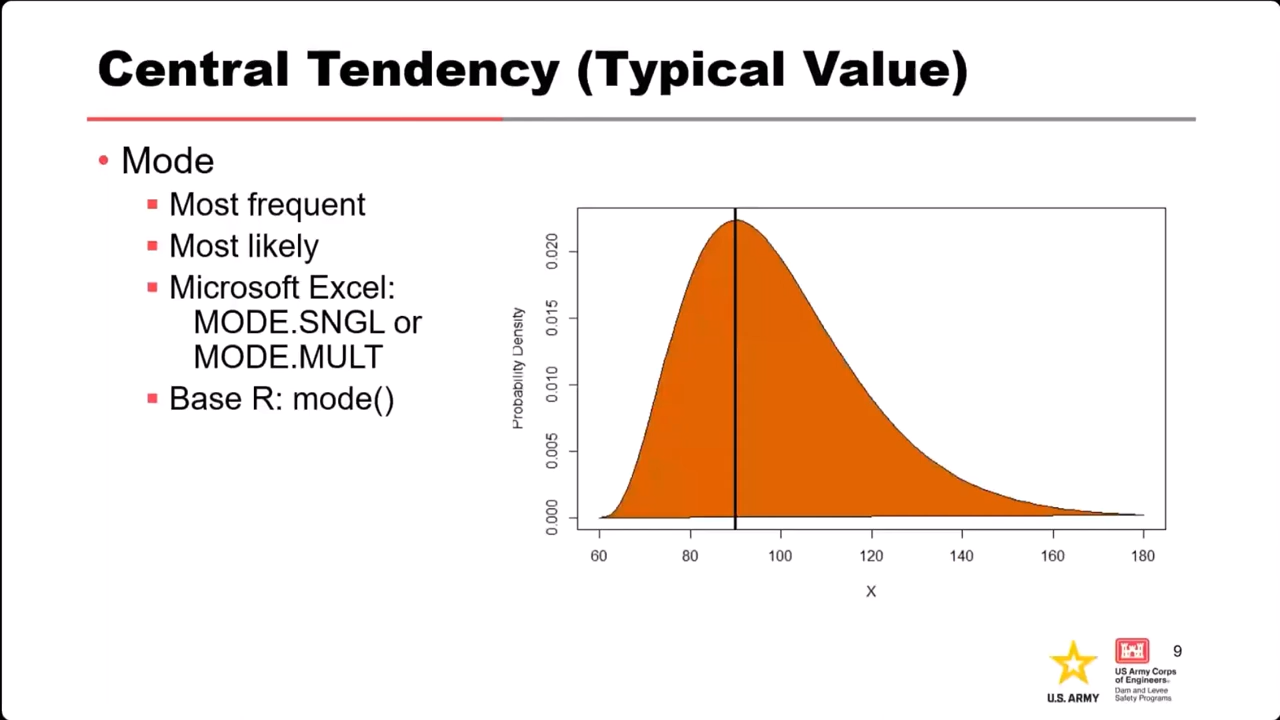 Central Tendency (Typical Value)
• Mode
▪ Most frequent
▪ Most likely
▪ Microsoft Excel:
MODE.SNGL or
MODE.MULT
▪ Base R: mode()
Probability Density
0.020
0.015
0.010
0.005
0.000
60 80 100 120 140 160 180
X
U.S. ARMY
US Army Corps
of Engineers.
Dam and Levee
Safety Programs
9